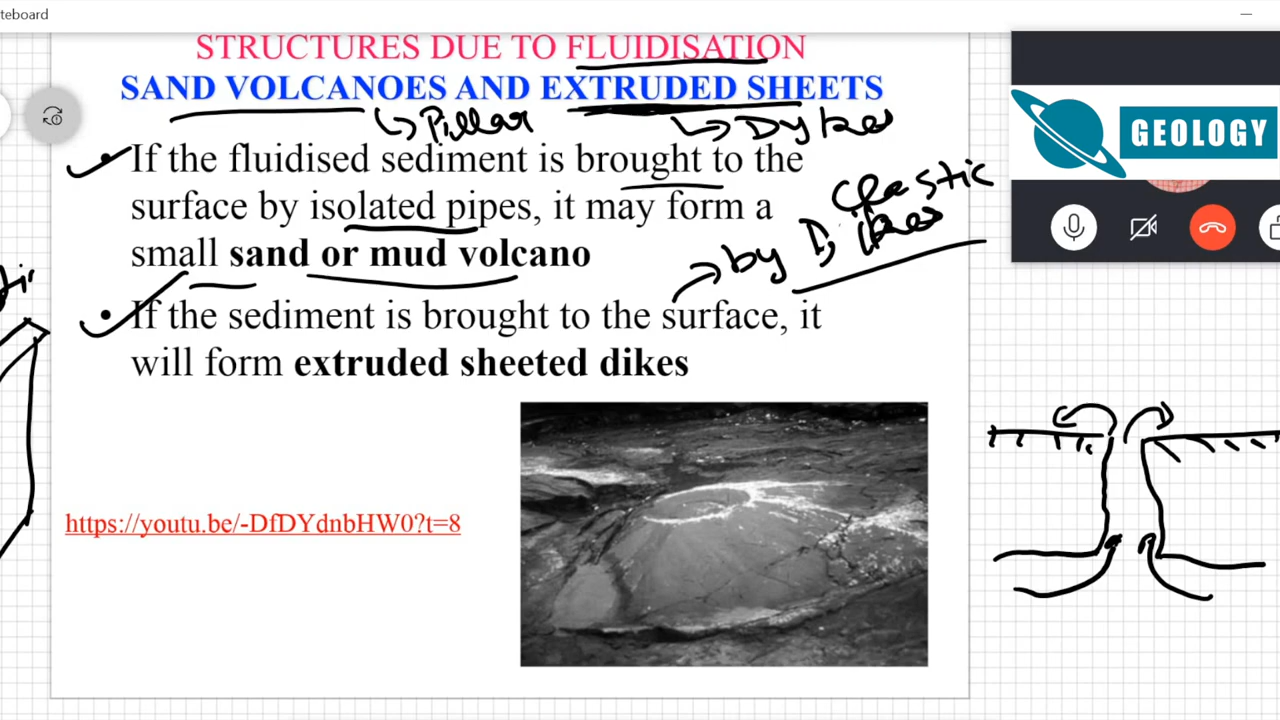 teboard
STRUCTURES DUE TO FLUIDISATION
SAND VOLCANOES AND EXTRUDED SHEETS
Pillar
Dykes
• If the fluidised sediment is brought to the
surface by isolated pipes, it may form a
small sand or mud volcano
clastic
by Dikes
• If the sediment is brought to the surface, it
will form extruded sheeted dikes
https://youtu.be/-DfDYdnbHW0?t=8
GEOLOGY